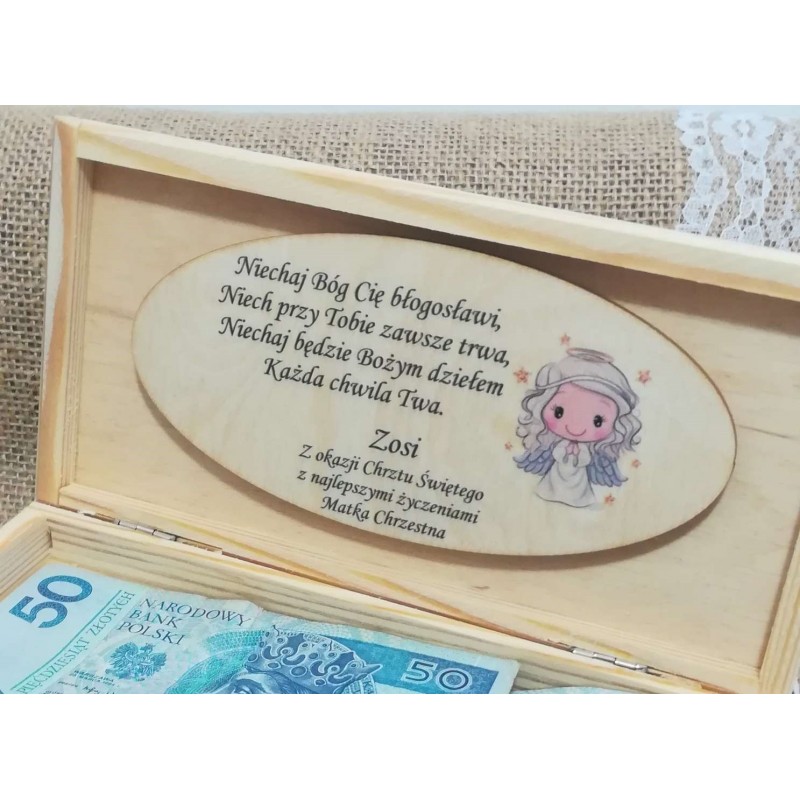 Niechaj Bóg Cię błogosławi,
Niech przy Tobie zawsze trwa,
Niechaj będzie Bożym dziełem
Każda chwila Twa.
Zosi
Z okazji Chrztu Świętego
z najlepszymi życzeniami
Matka Chrzestna
50
PIĘĆDZIESIĄT ZŁOTYCH
NARODOWY
BANK
POLSKI
50